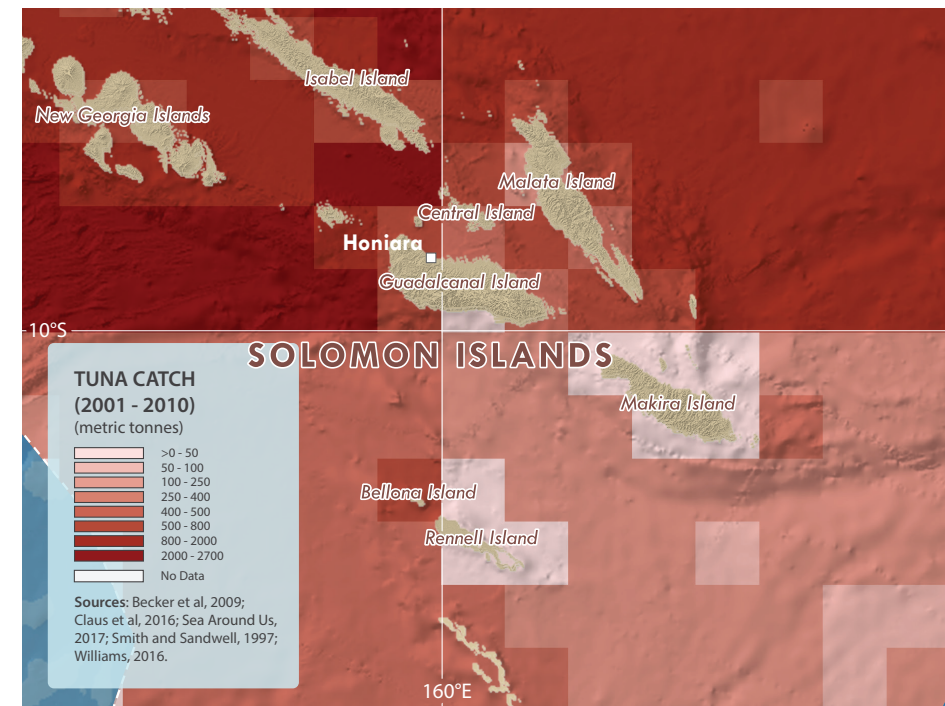 Isabel Island
New Georgia Islands
Malata Island
Central Island
Honiara
Guadalcanal Island
10°S
SOLOMON ISLANDS
TUNA CATCH
(2001 - 2010)
(metric tonnes)
>0 - 50
50 - 100
100 - 250
250 - 400
400 - 500
500 - 800
800 - 2000
2000 - 2700
No Data
Sources: Becker et al, 2009;
Claus et al, 2016; Sea Around Us,
2017; Smith and Sandwell, 1997;
Williams, 2016.
Makira Island
Bellona Island
Rennell Island
160°E